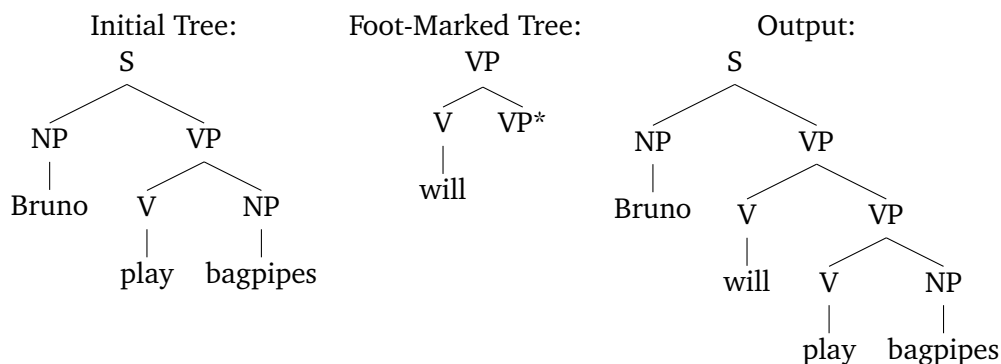 Initial Tree:
S
NP VP
Bruno V NP
play bagpipes
Foot-Marked Tree:
VP
V VP*
will
Output:
S
NP VP
Bruno V VP
will V NP
play bagpipes